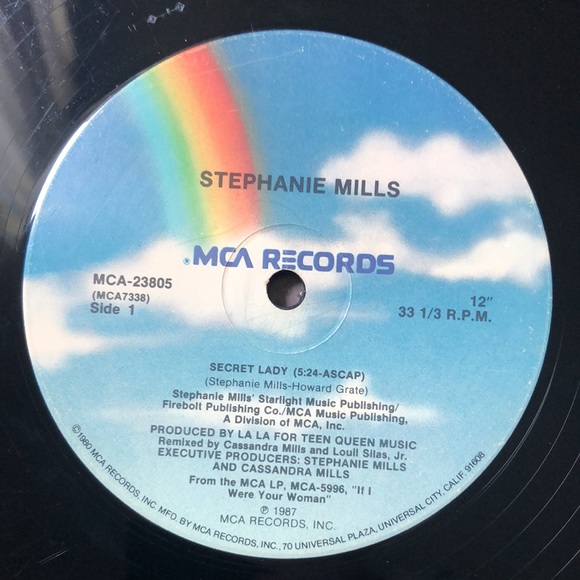 STEPHANIE MILLS
MCA RECORDS
MCA-23805
(MCA7338)
Side 1
12"
33 1/3 R.P.M.
SECRET LADY (5:24-ASCAP)
(Stephanie Mills-Howard Grate)
Stephanie Mills' Starlight Music Publishing/
Firebolt Publishing Co./MCA Music Publishing,
A Division of MCA, Inc.
PRODUCED BY LA LA FOR TEEN QUEEN MUSIC
Remixed by Cassandra Mills and Louil Silas, Jr.
EXECUTIVE PRODUCERS: STEPHANIE MILLS
AND CASSANDRA MILLS
From the MCA LP, MCA-5996, "If I
Were Your Woman"
℗ 1987
MCA RECORDS, INC.
©1980 MCA RECORDS, INC. MFD. BY MCA RECORDS, INC., 70 UNIVERSAL PLAZA, UNIVERSAL CITY, CALIF. 91608